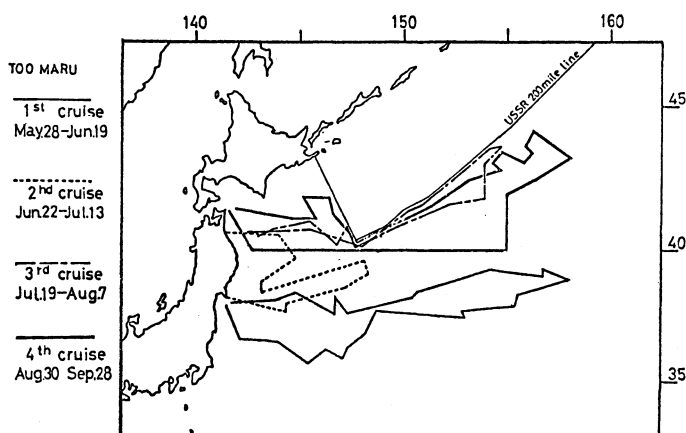 140 150 160
TOO MARU
1st cruise
May.28-Jun.19
2nd cruise
Jun.22-Jul.13
3rd cruise
Jul.19-Aug.7
4th cruise
Aug.30 Sep.28
USSR 200mile line
45
40
35